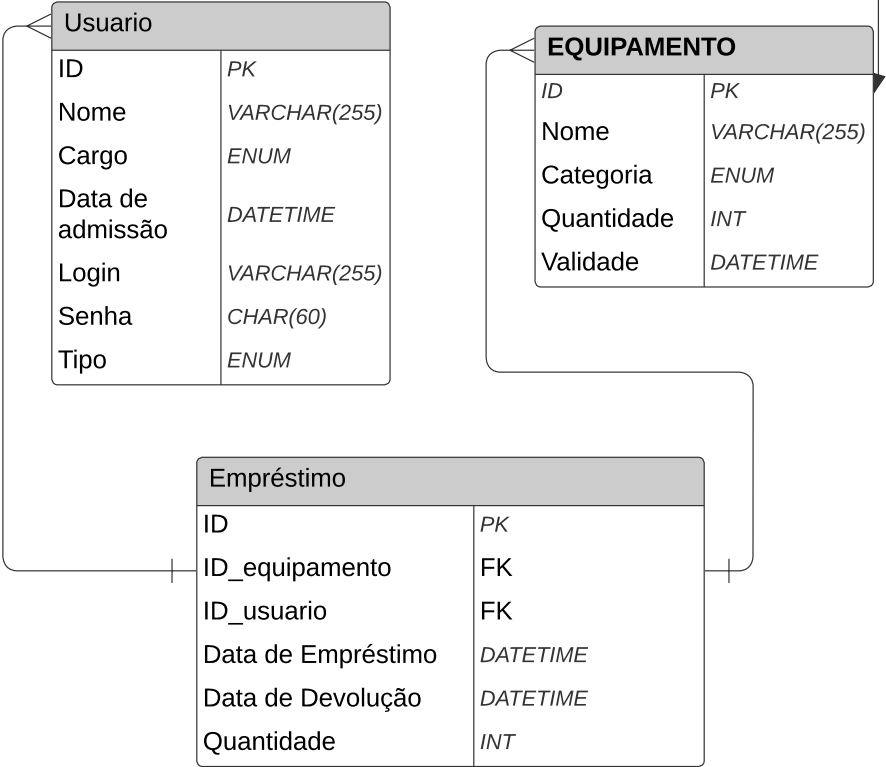 Usuario
ID PK
Nome VARCHAR(255)
Cargo ENUM
Data de
admissão DATETIME
Login VARCHAR(255)
Senha CHAR(60)
Tipo ENUM
EQUIPAMENTO
ID PK
Nome VARCHAR(255)
Categoria ENUM
Quantidade INT
Validade DATETIME
Empréstimo
ID PK
ID_equipamento FK
ID_usuario FK
Data de Empréstimo DATETIME
Data de Devolução DATETIME
Quantidade INT